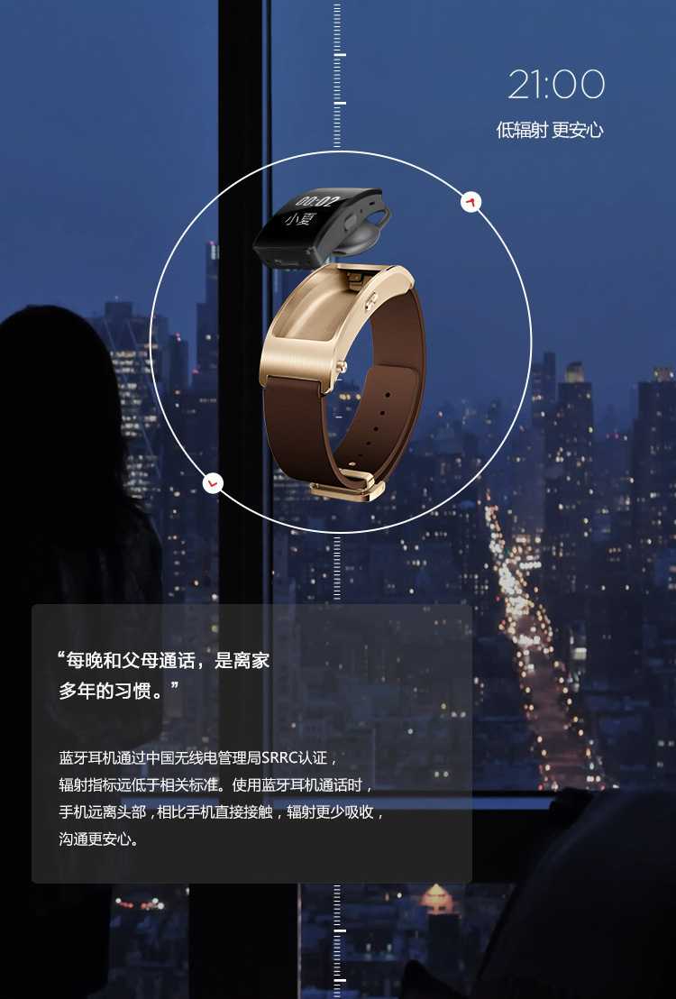 21:00
低辐射 更安心
00:02
小夏
“每晚和父母通话，是离家
多年的习惯。”
蓝牙耳机通过中国无线电管理局SRRC认证，
辐射指标远低于相关标准。使用蓝牙耳机通话时，
手机远离头部，相比手机直接接触，辐射更少吸收，
沟通更安心。